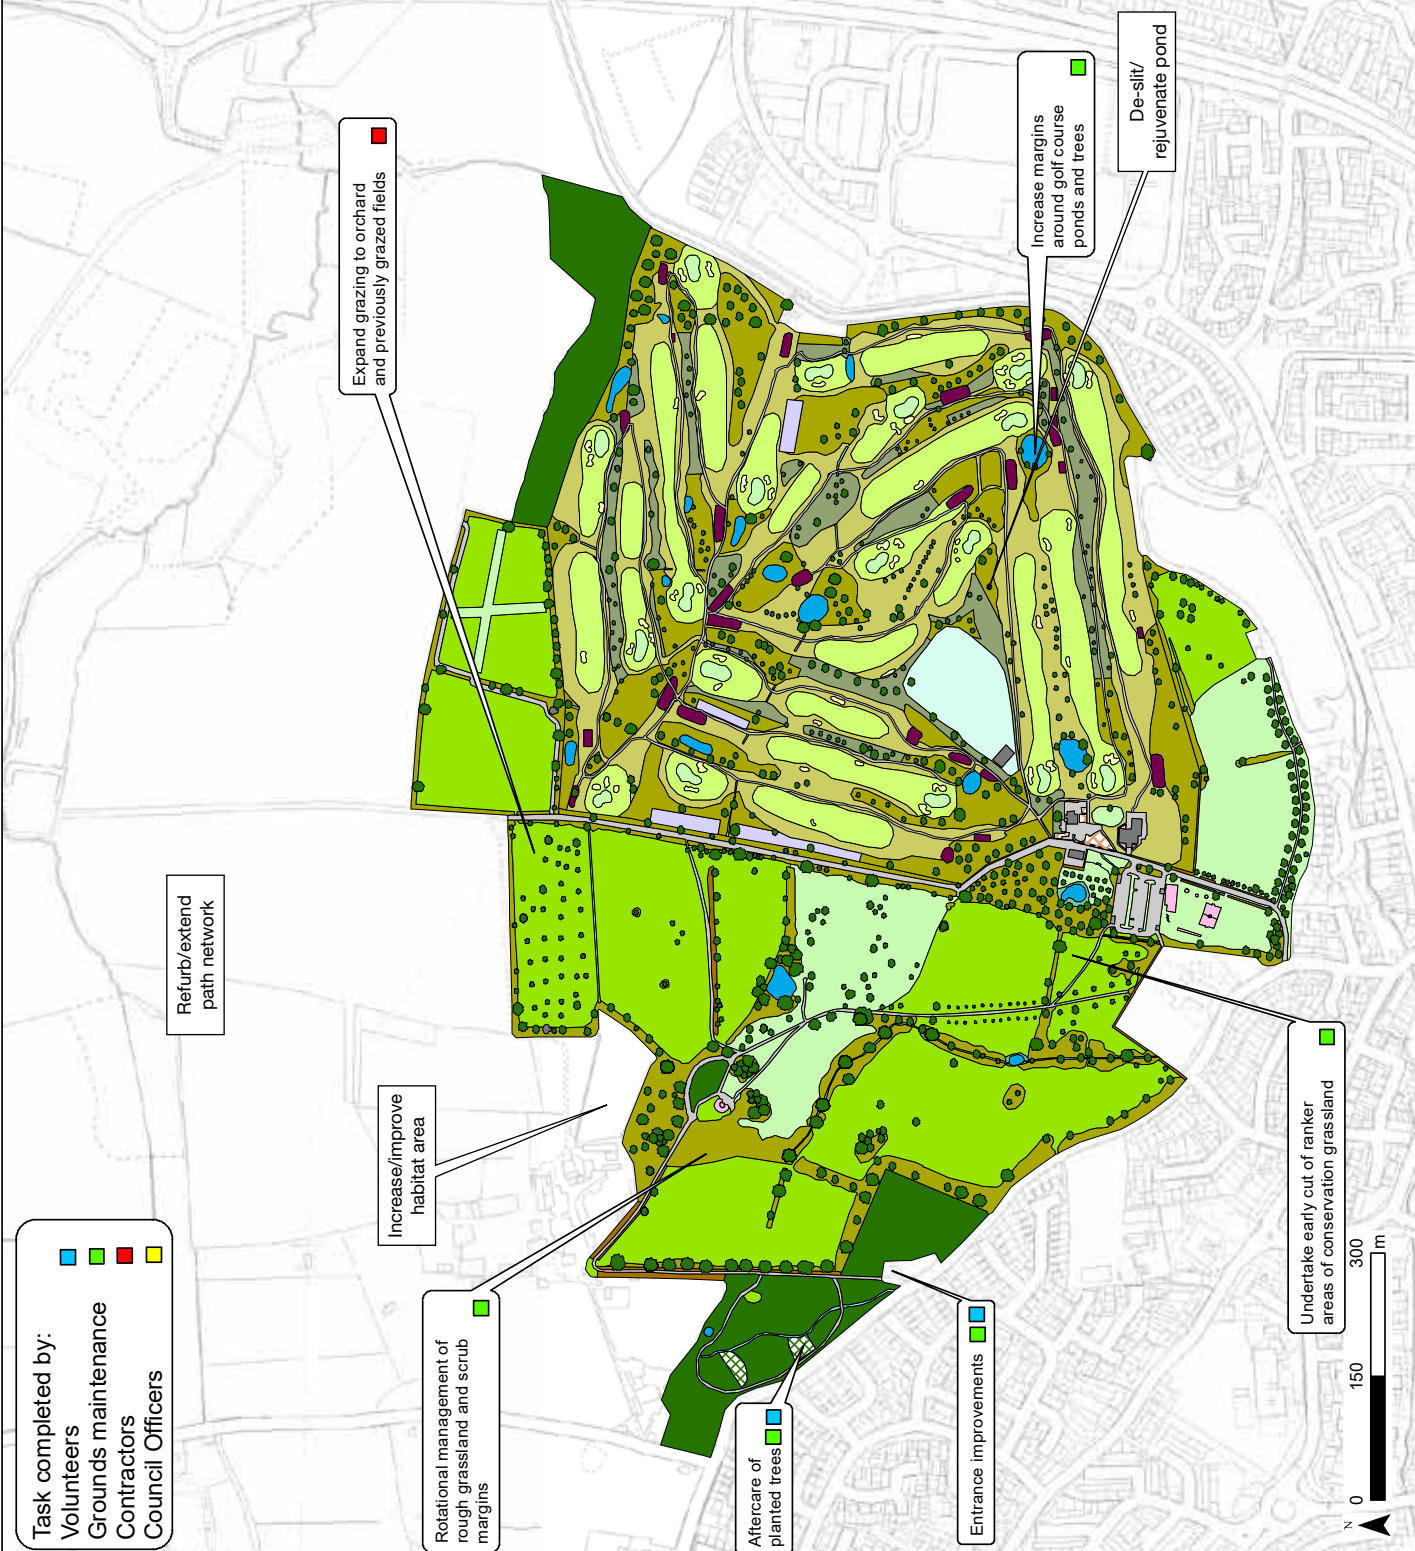 Task completed by:
Volunteers
Grounds maintenance
Contractors
Council Officers
Rotational management of
rough grassland and scrub
margins
Increase/improve
habitat area
Refurb/extend
path network
Expand grazing to orchard
and previously grazed fields
Aftercare of
planted trees
Entrance improvements
Undertake early cut of ranker
areas of conservation grassland
Increase margins
around golf course
ponds and trees
De-slit/
rejuvenate pond
N
0 150 300
m